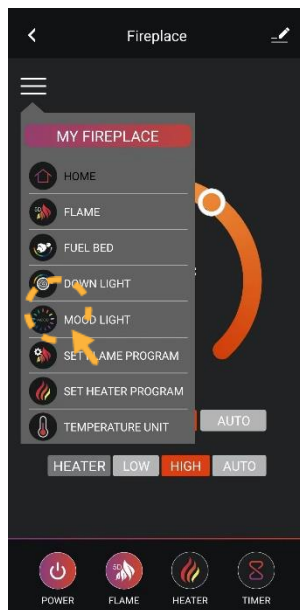 Fireplace
MY FIREPLACE
HOME
FLAME
FUEL BED
DOWN LIGHT
MOOD LIGHT
SET FLAME PROGRAM
SET HEATER PROGRAM
TEMPERATURE UNIT
AUTO
HEATER LOW HIGH AUTO
POWER FLAME HEATER TIMER